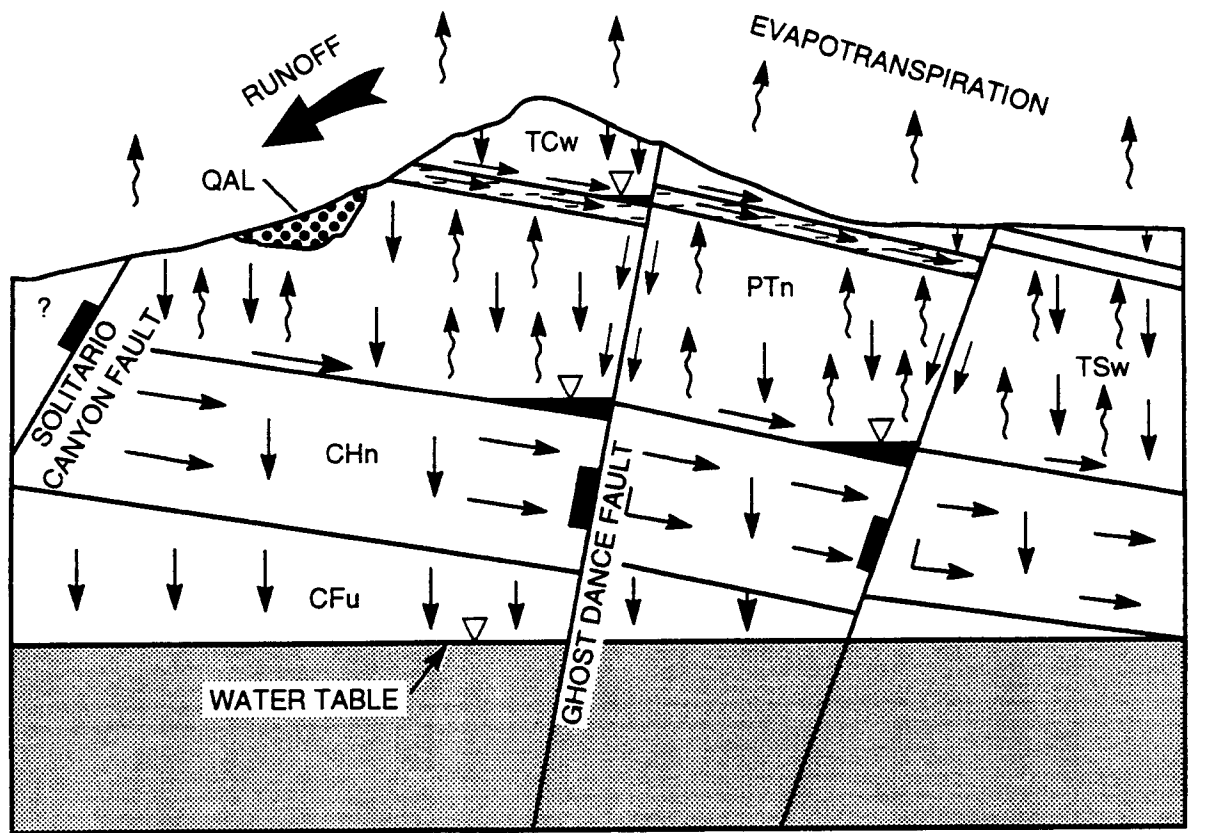 EVAPOTRANSPIRATION
RUNOFF
TCw
QAL
PTn
?
TSw
SOLITARIO
CANYON FAULT
CHn
GHOST DANCE FAULT
CFu
WATER TABLE